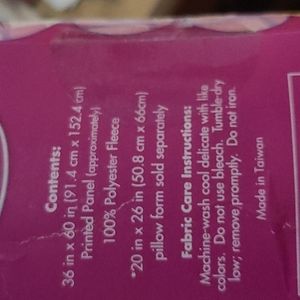 Contents:
36 in x 60 in (91.4 cm x 152.4 cm)
Printed Panel (approximately)
100% Polyester Fleece
*20 x 26 in (50.8 cm x 66cm)
pillow form sold separately
Fabric Care Instructions:
Machine-wash cool delicate with like
colors. Do not use bleach. Tumble-dry
low; remove promptly. Do not iron.
Made in Taiwan